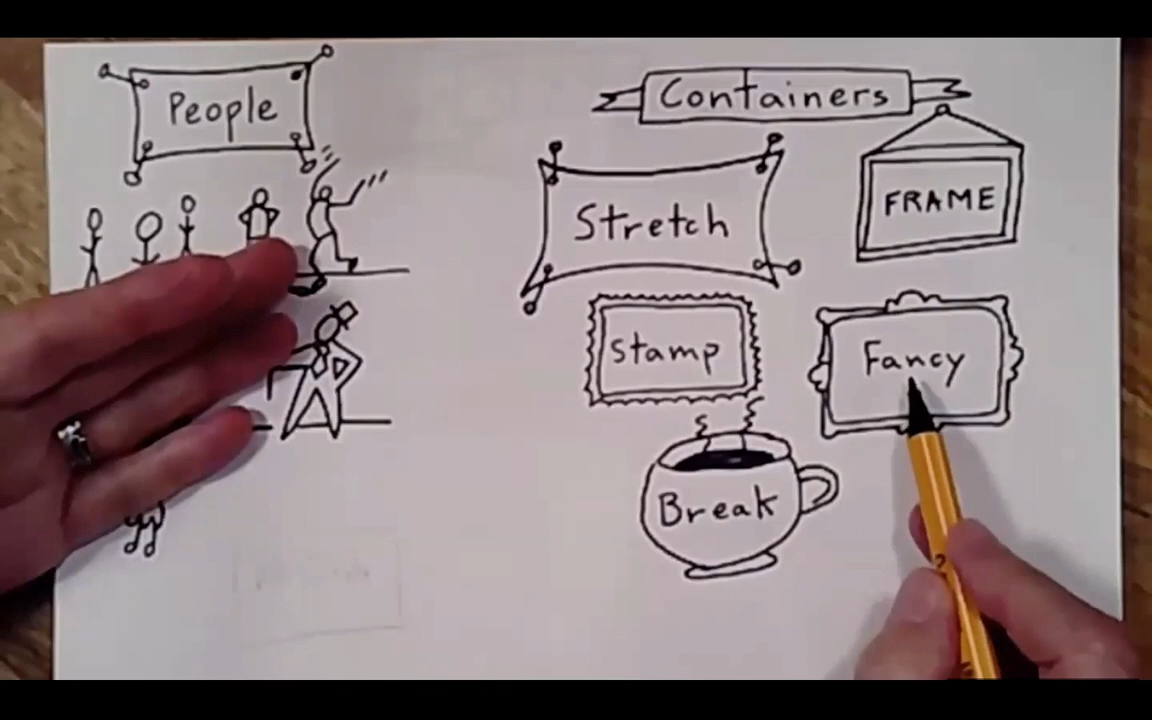 People
Containers
Stretch
FRAME
Stamp
Fancy
Break